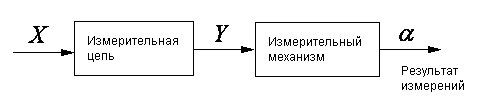 X
Измерительная
цепь
Y
Измерительный
механизм
α
Результат
измерений